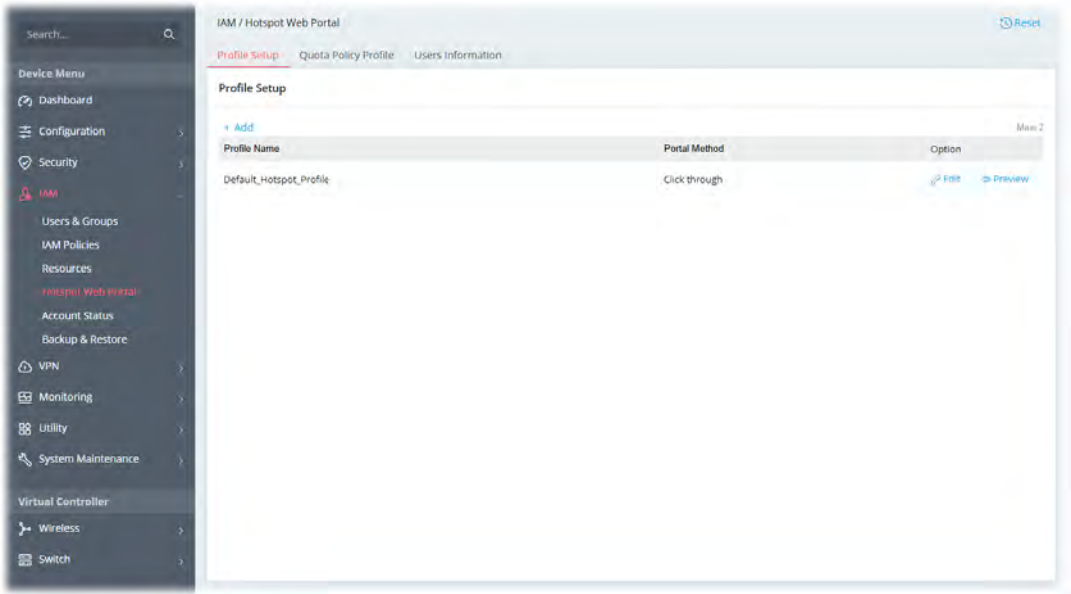 Search...
Device Menu
Dashboard
Configuration
Security
IAM
Users & Groups
IAM Policies
Resources
Hotspot Web Portal
Account Status
Backup & Restore
VPN
Monitoring
Utility
System Maintenance
Virtual Controller
Wireless
Switch
IAM / Hotspot Web Portal
Reset
Profile Setup Quota Policy Profile Users Information
Profile Setup
+ Add
Max: 2
Profile Name Portal Method Option
Default_Hotspot_Profile Click through Edit Preview